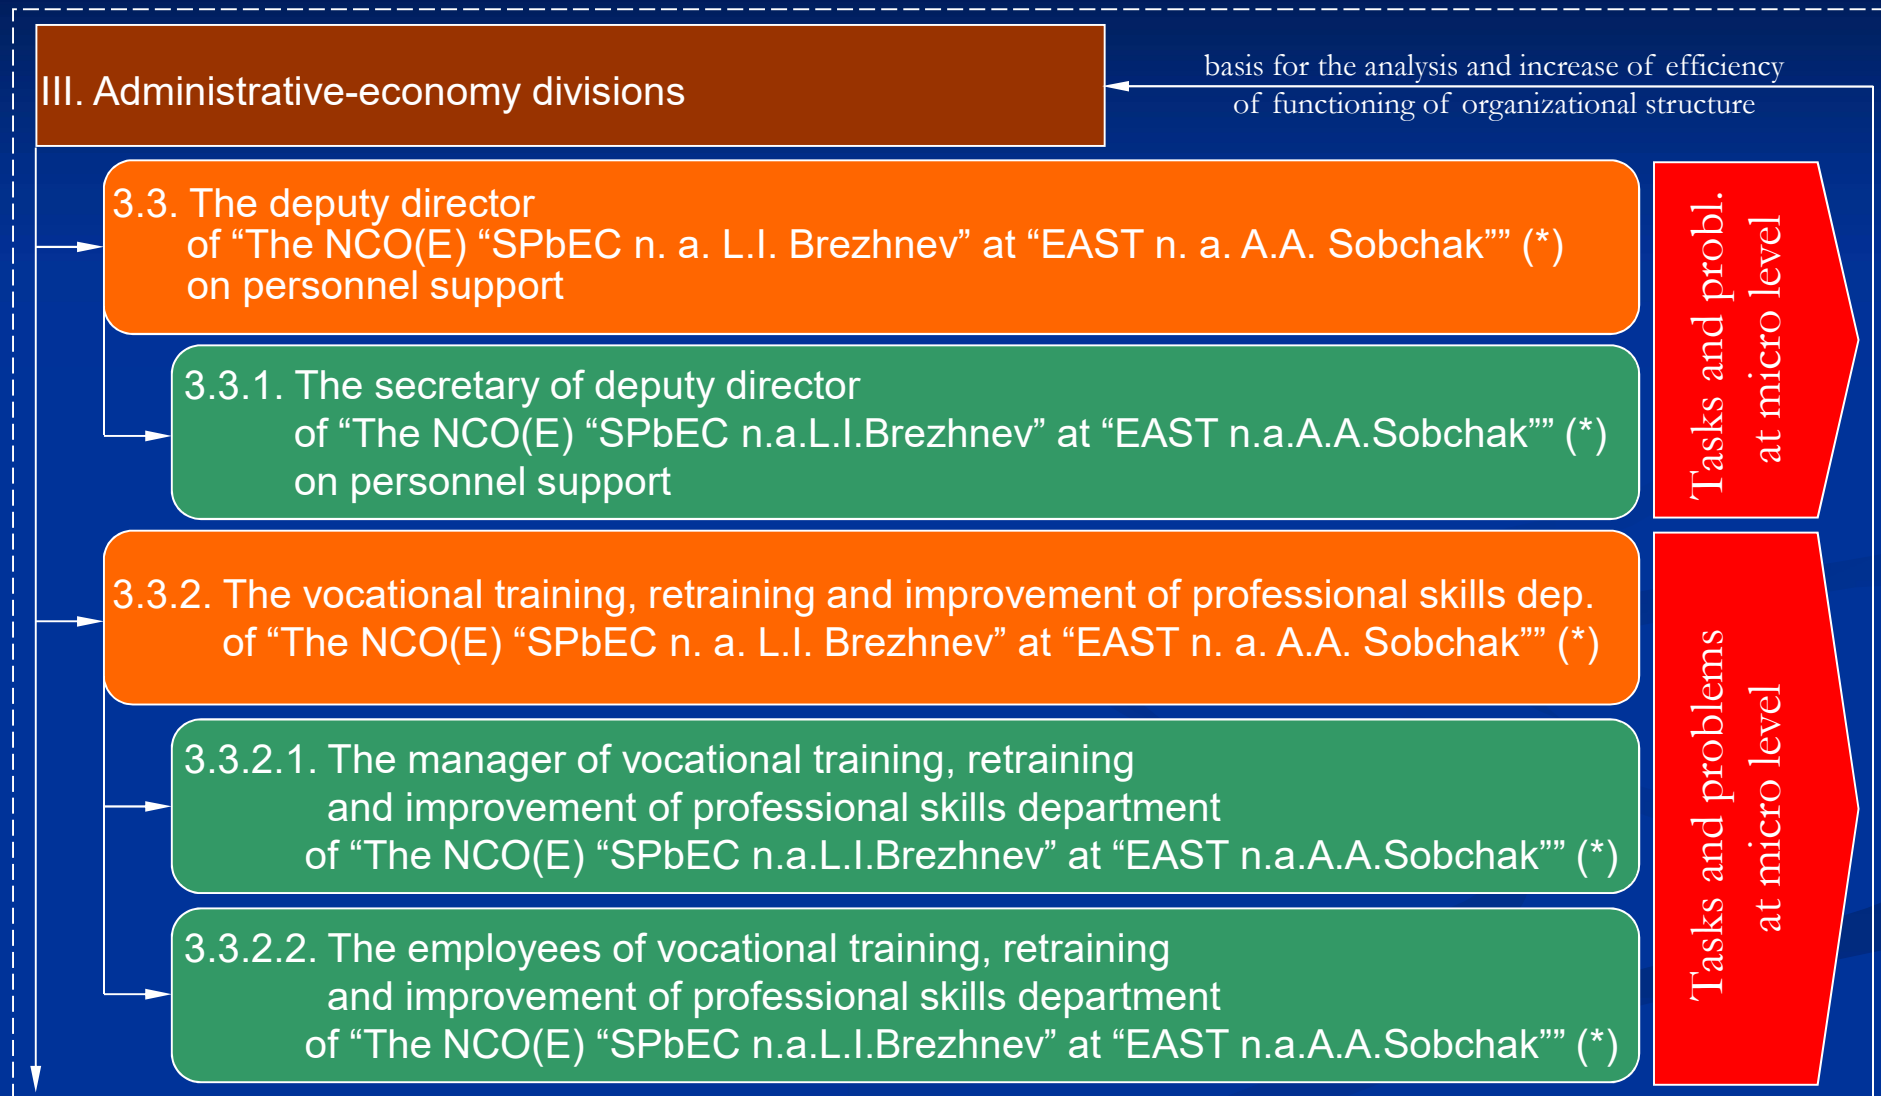 III. Administrative-economy divisions
basis for the analysis and increase of efficiency
of functioning of organizational structure
3.3. The deputy director
of “The NCO(E) “SPbEC n. a. L.I. Brezhnev” at “EAST n. a. A.A. Sobchak”” (*)
on personnel support
3.3.1. The secretary of deputy director
of “The NCO(E) “SPbEC n.a.L.I.Brezhnev” at “EAST n.a.A.A.Sobchak”” (*)
on personnel support
Tasks and probl.
at micro level
3.3.2. The vocational training, retraining and improvement of professional skills dep.
of “The NCO(E) “SPbEC n. a. L.I. Brezhnev” at “EAST n. a. A.A. Sobchak”” (*)
3.3.2.1. The manager of vocational training, retraining
and improvement of professional skills department
of “The NCO(E) “SPbEC n.a.L.I.Brezhnev” at “EAST n.a.A.A.Sobchak”” (*)
3.3.2.2. The employees of vocational training, retraining
and improvement of professional skills department
of “The NCO(E) “SPbEC n.a.L.I.Brezhnev” at “EAST n.a.A.A.Sobchak”” (*)
Tasks and problems
at micro level